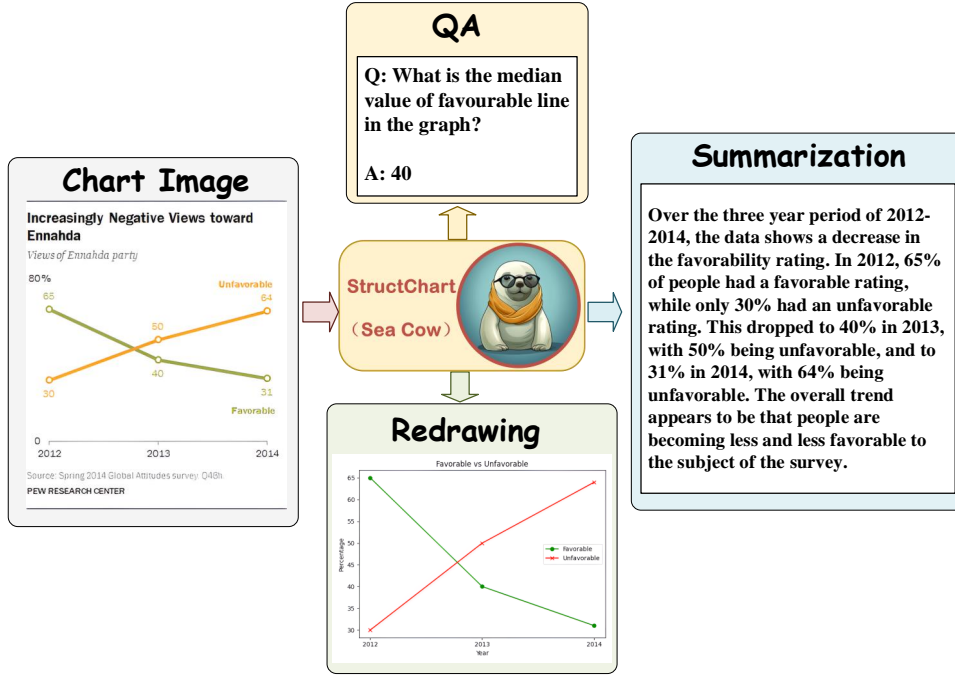 QA
Q: What is the median
value of favourable line
in the graph?
A: 40
Chart Image
Increasingly Negative Views toward
Ennahda
Views of Ennahda party
80%
65
Unfavorable
64
50
40
30
31
Favorable
0
2012
2013
2014
Source: Spring 2014 Global Attitudes survey. Q48h
PEW RESEARCH CENTER
StructChart
(Sea Cow)
Summarization
Over the three year period of 2012-
2014, the data shows a decrease in
the favorability rating. In 2012, 65%
of people had a favorable rating,
while only 30% had an unfavorable
rating. This dropped to 40% in 2013,
with 50% being unfavorable, and to
31% in 2014, with 64% being
unfavorable. The overall trend
appears to be that people are
becoming less and less favorable to
the subject of the survey.
Redrawing
Favorable vs Unfavorable
65
60
55
50
45
40
35
30
Percentage
Favorable
Unfavorable
2012
2013
2014
Year